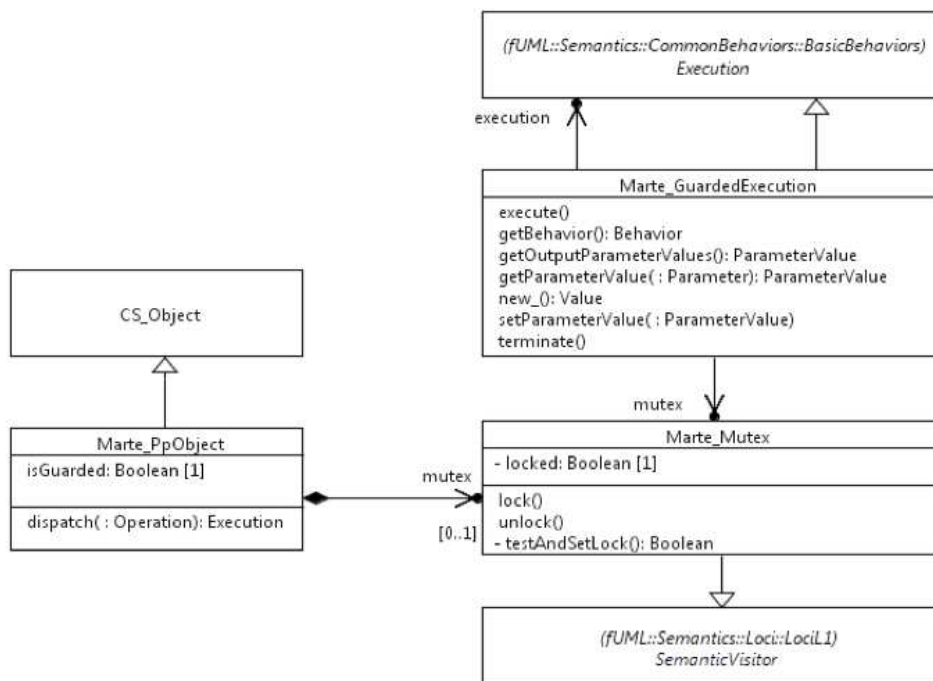 (fUML::Semantics::CommonBehaviors::BasicBehaviors)
Execution
execution
Marte_GuardedExecution
execute()
getBehavior(): Behavior
getOutputParameterValues(): ParameterValue
getParameterValue( : Parameter): ParameterValue
new_(): Value
setParameterValue( : ParameterValue)
terminate()
CS_Object
mutex
Marte_PpObject
isGuarded: Boolean [1]
dispatch( : Operation): Execution
mutex
[0..1]
Marte_Mutex
- locked: Boolean [1]
lock()
unlock()
- testAndSetLock(): Boolean
(fUML::Semantics::Loci::LociL1)
SemanticVisitor